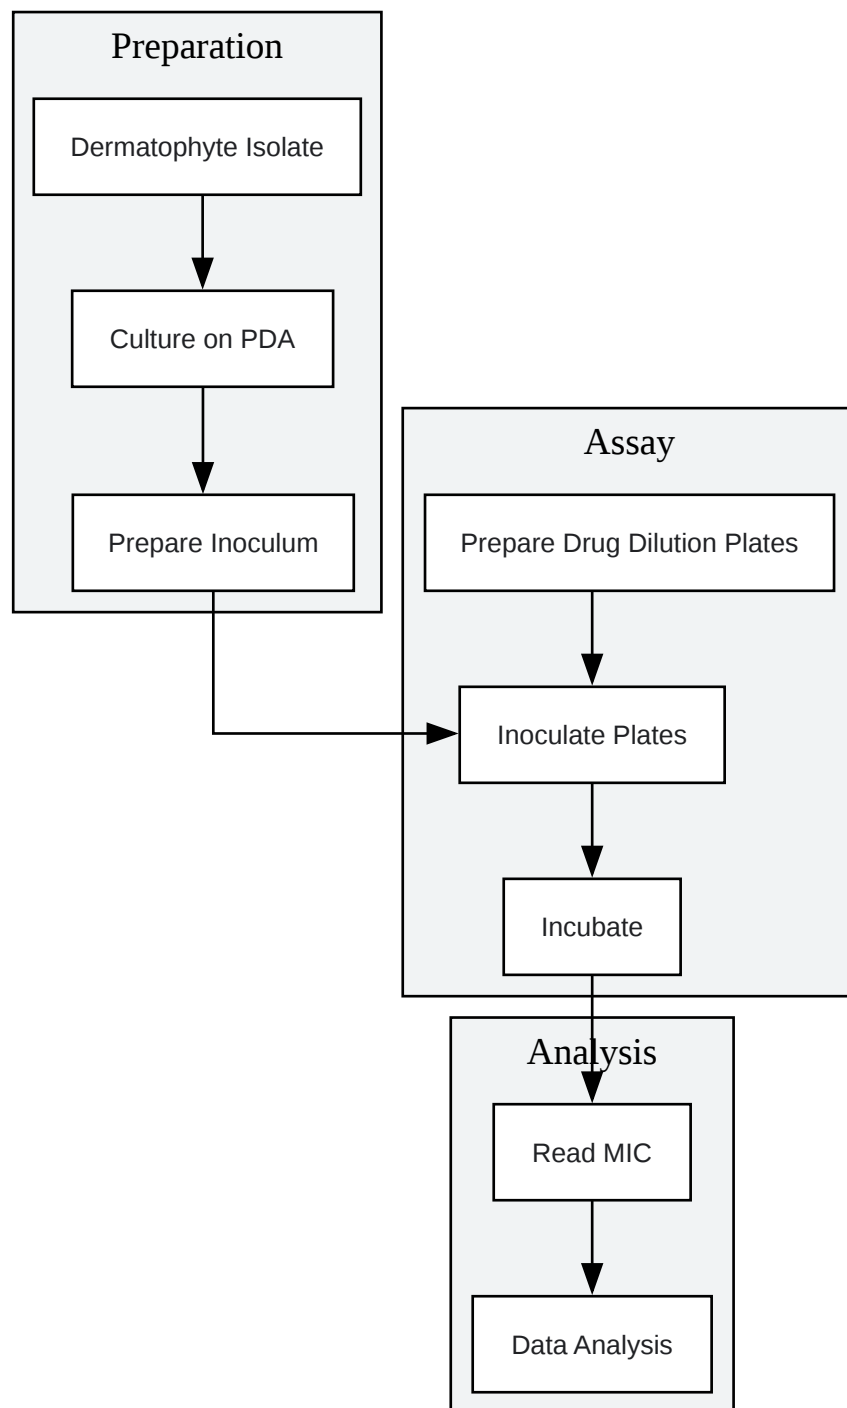 Preparation
Dermatophyte Isolate
Culture on PDA
Prepare Inoculum
Assay
Prepare Drug Dilution Plates
Inoculate Plates
Incubate
Analysis
Read MIC
Data Analysis